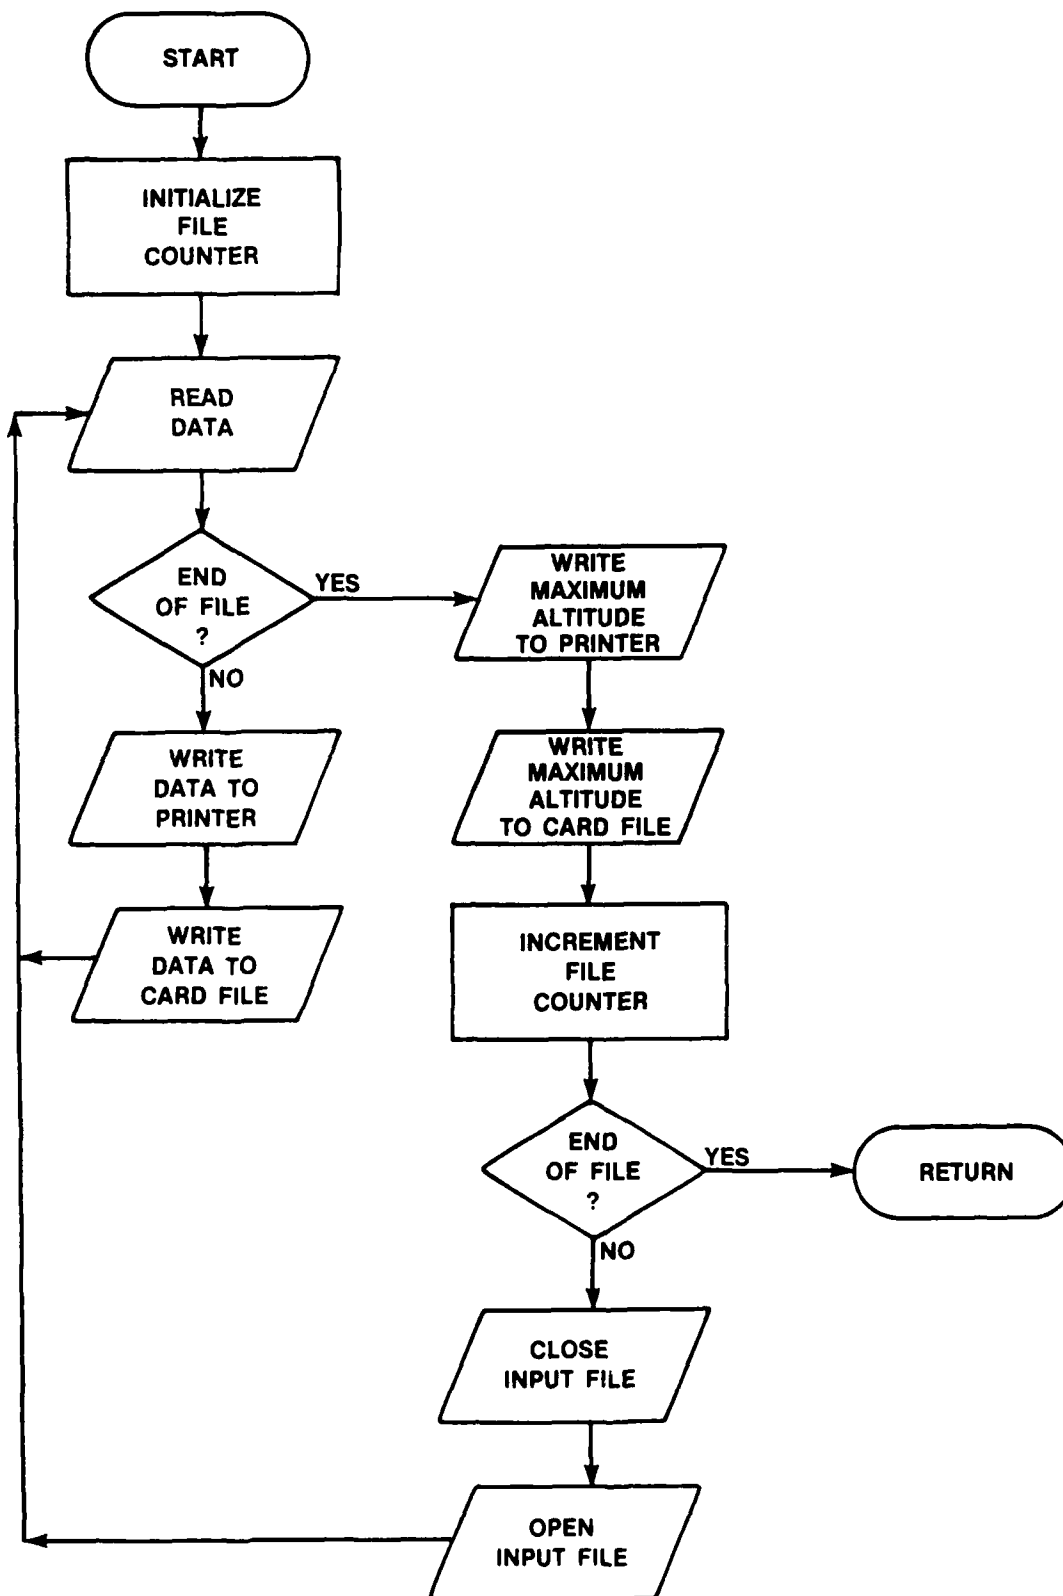 START
INITIALIZE
FILE
COUNTER
READ
DATA
END
OF FILE
?
YES
NO
WRITE
DATA TO
PRINTER
WRITE
DATA TO
CARD FILE
WRITE
MAXIMUM
ALTITUDE
TO PRINTER
WRITE
MAXIMUM
ALTITUDE
TO CARD FILE
INCREMENT
FILE
COUNTER
END
OF FILE
?
YES
RETURN
NO
CLOSE
INPUT FILE
OPEN
INPUT FILE